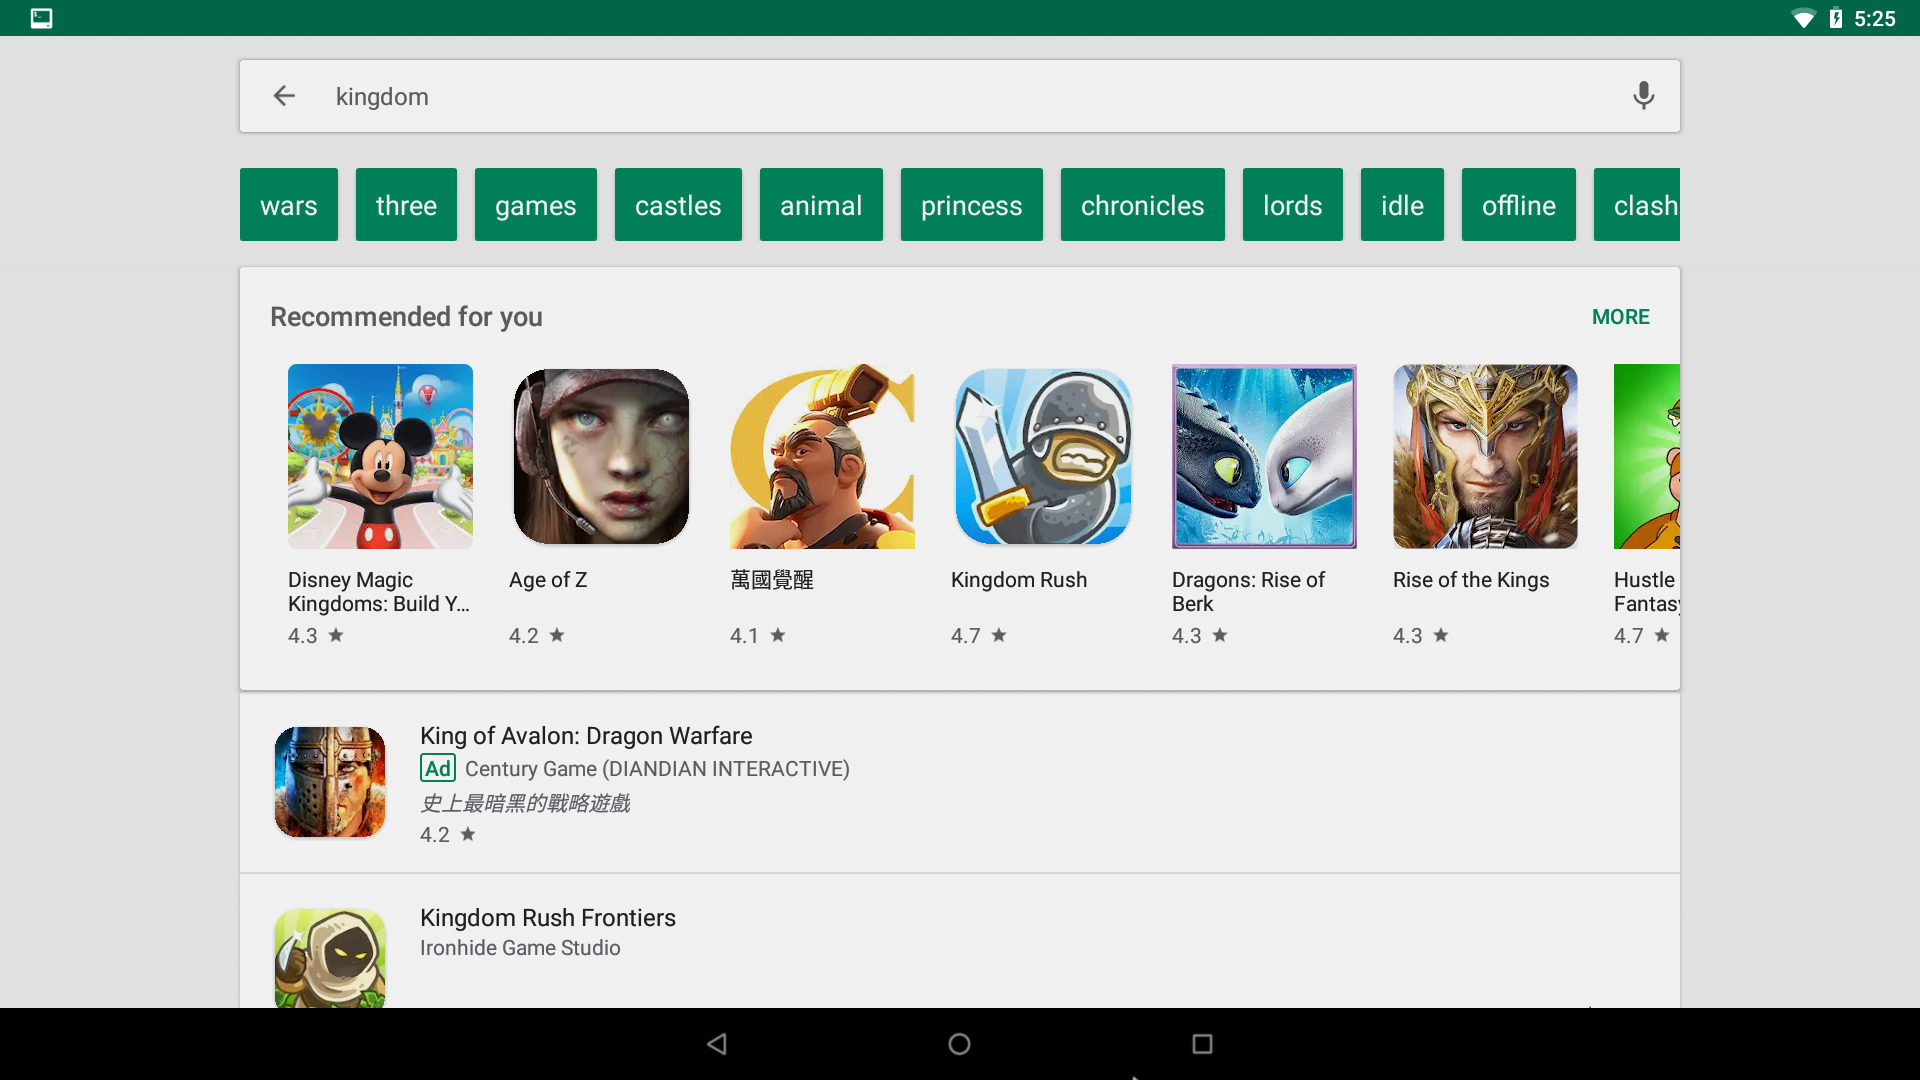 5:25
kingdom
wars three games castles animal princess chronicles lords idle offline clash
Recommended for you MORE
Disney Magic
Kingdoms: Build Y...
4.3 ★
Age of Z
4.2 ★
萬國覺醒
4.1 ★
Kingdom Rush
4.7 ★
Dragons: Rise of
Berk
4.3 ★
Rise of the Kings
4.3 ★
Hustle
Fantasy
4.7 ★
King of Avalon: Dragon Warfare
Ad Century Game (DIANDIAN INTERACTIVE)
史上最暗黑的戰略遊戲
4.2 ★
Kingdom Rush Frontiers
Ironhide Game Studio